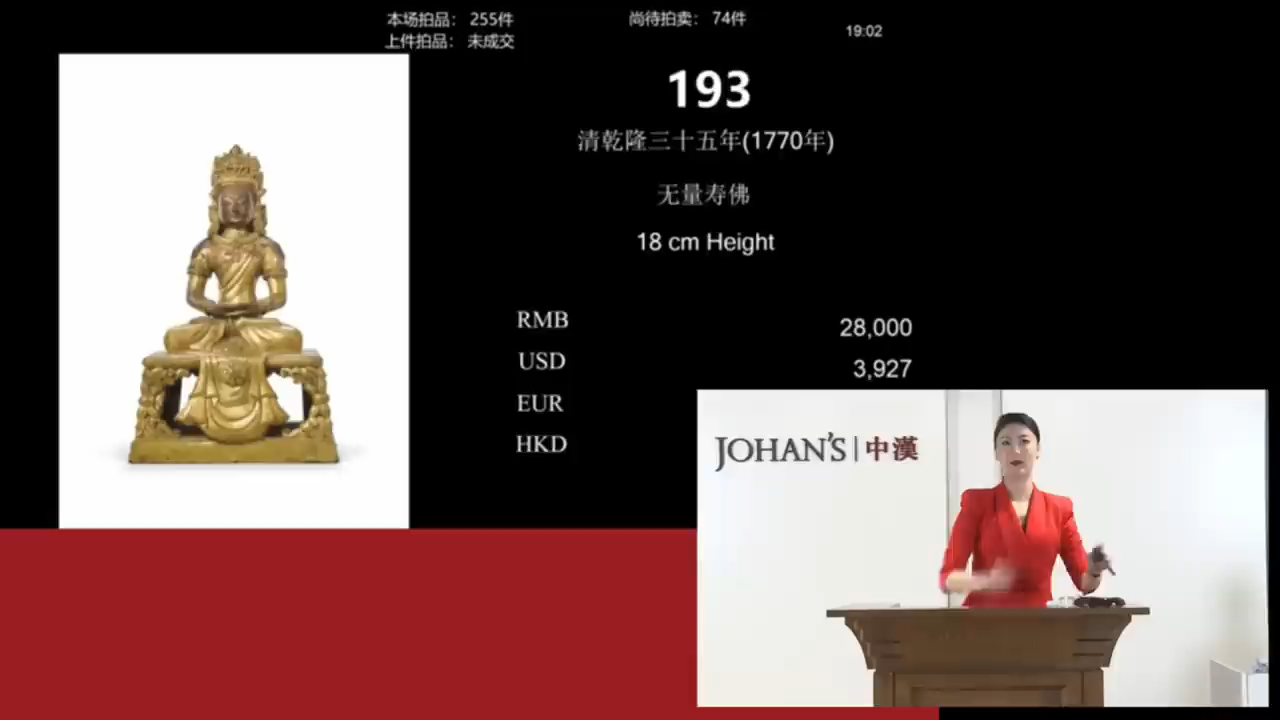 本场拍品： 255件
尚待拍卖： 74件
上件拍品： 未成交
19:02
193
清乾隆三十五年(1770年)
无量寿佛
18 cm Height
RMB 28,000
USD 3,927
EUR
HKD
JOHAN'S | 中漢